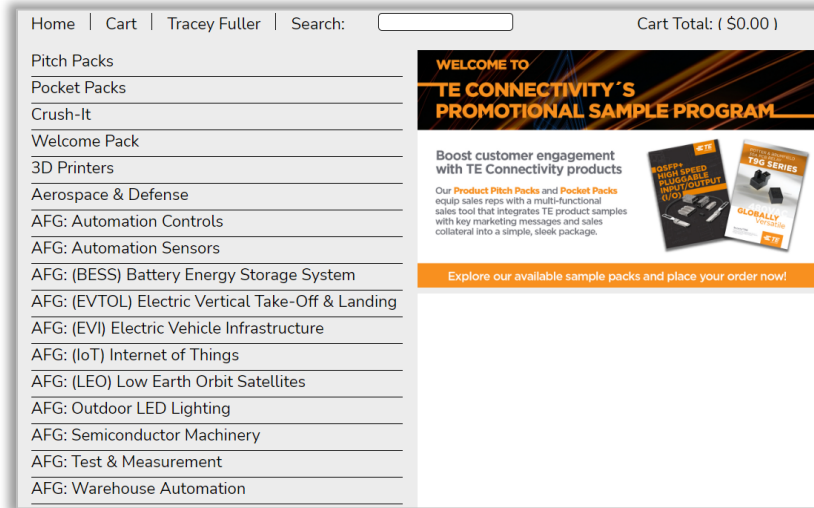 Home | Cart | Tracey Fuller | Search:
Cart Total: ( $0.00 )
Pitch Packs
Pocket Packs
Crush-It
Welcome Pack
3D Printers
Aerospace & Defense
AFG: Automation Controls
AFG: Automation Sensors
AFG: (BESS) Battery Energy Storage System
AFG: (EVTOL) Electric Vertical Take-Off & Landing
AFG: (EVI) Electric Vehicle Infrastructure
AFG: (IoT) Internet of Things
AFG: (LEO) Low Earth Orbit Satellites
AFG: Outdoor LED Lighting
AFG: Semiconductor Machinery
AFG: Test & Measurement
AFG: Warehouse Automation
WELCOME TO
TE CONNECTIVITY´S
PROMOTIONAL SAMPLE PROGRAM
Boost customer engagement
with TE Connectivity products
Our Product Pitch Packs and Pocket Packs
equip sales reps with a multi-functional
sales tool that integrates TE product samples
with key marketing messages and sales
collateral into a simple, sleek package.
TE
QSFP+
HIGH SPEED
PLUGGABLE
INPUT/OUTPUT
(I/O)
T9G SERIES
GLOBALLY
Versatile
TE
Explore our available sample packs and place your order now!